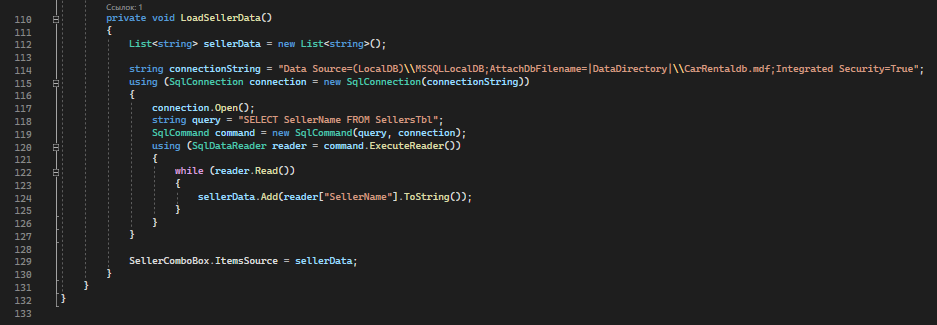 Ссылок: 1
110 private void LoadSellerData()
111 {
112 List<string> sellerData = new List<string>();
113
114 string connectionString = "Data Source=(LocalDB)\\MSSQLLocalDB;AttachDbFilename=|DataDirectory|\\CarRentaldb.mdf;Integrated Security=True";
115 using (SqlConnection connection = new SqlConnection(connectionString))
116 {
117 connection.Open();
118 string query = "SELECT SellerName FROM SellersTbl";
119 SqlCommand command = new SqlCommand(query, connection);
120 using (SqlDataReader reader = command.ExecuteReader())
121 {
122 while (reader.Read())
123 {
124 sellerData.Add(reader["SellerName"].ToString());
125 }
126 }
127 }
128
129 SellerComboBox.ItemsSource = sellerData;
130 }
131 }
132 }
133